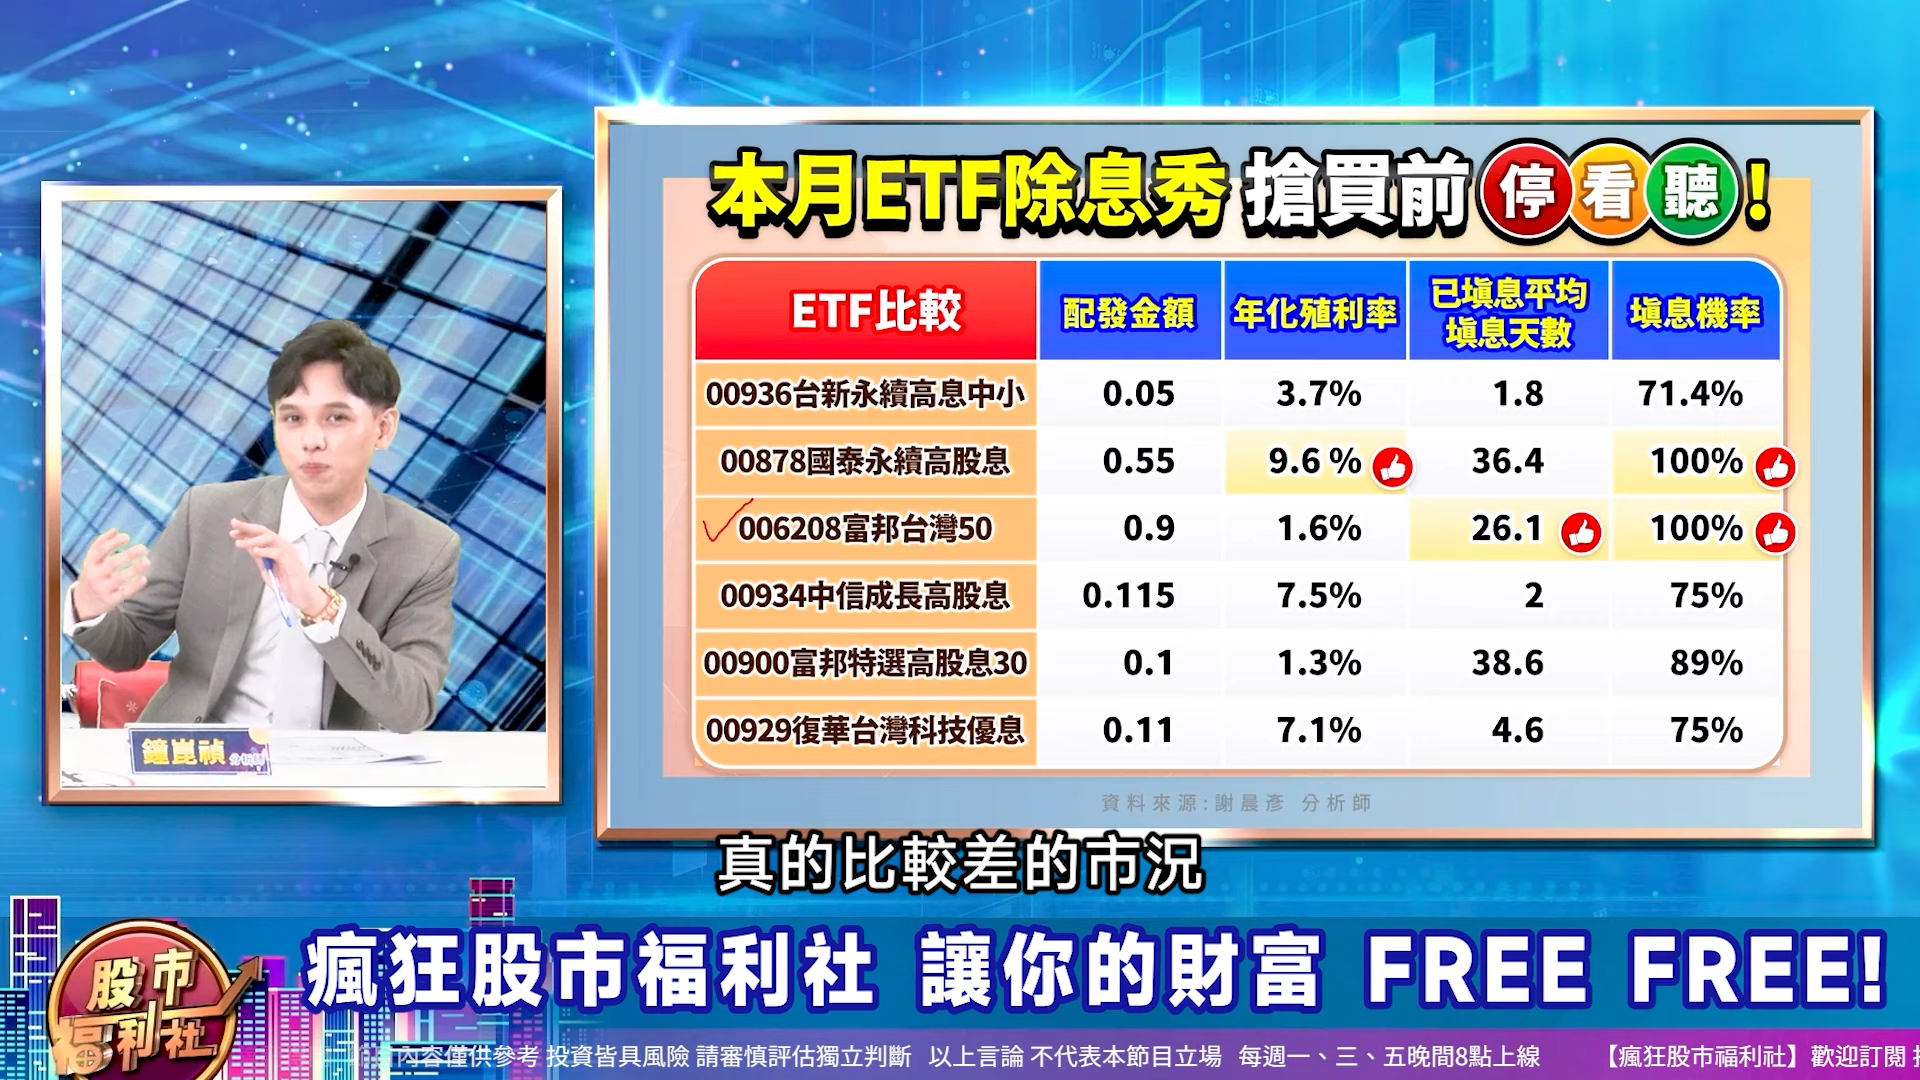 本月ETF除息秀 搶買前停看聽!
ETF比較 配發金額 年化殖利率 已填息平均填息天數 填息機率
00936台新永續高息中小 0.05 3.7% 1.8 71.4%
00878國泰永續高股息 0.55 9.6% 36.4 100%
006208富邦台灣50 0.9 1.6% 26.1 100%
00934中信成長高股息 0.115 7.5% 2 75%
00900富邦特選高股息30 0.1 1.3% 38.6 89%
00929復華台灣科技優息 0.11 7.1% 4.6 75%
資料來源:謝晨彥 分析師
鐘崑禎 分析師
真的比較差的市況
股市福利社
瘋狂股市福利社 讓你的財富 FREE FREE!
內容僅供參考 投資皆具風險 請審慎評估獨立判斷 以上言論 不代表本節目立場 每週一、三、五晚間8點上線 【瘋狂股市福利社】歡迎訂閱